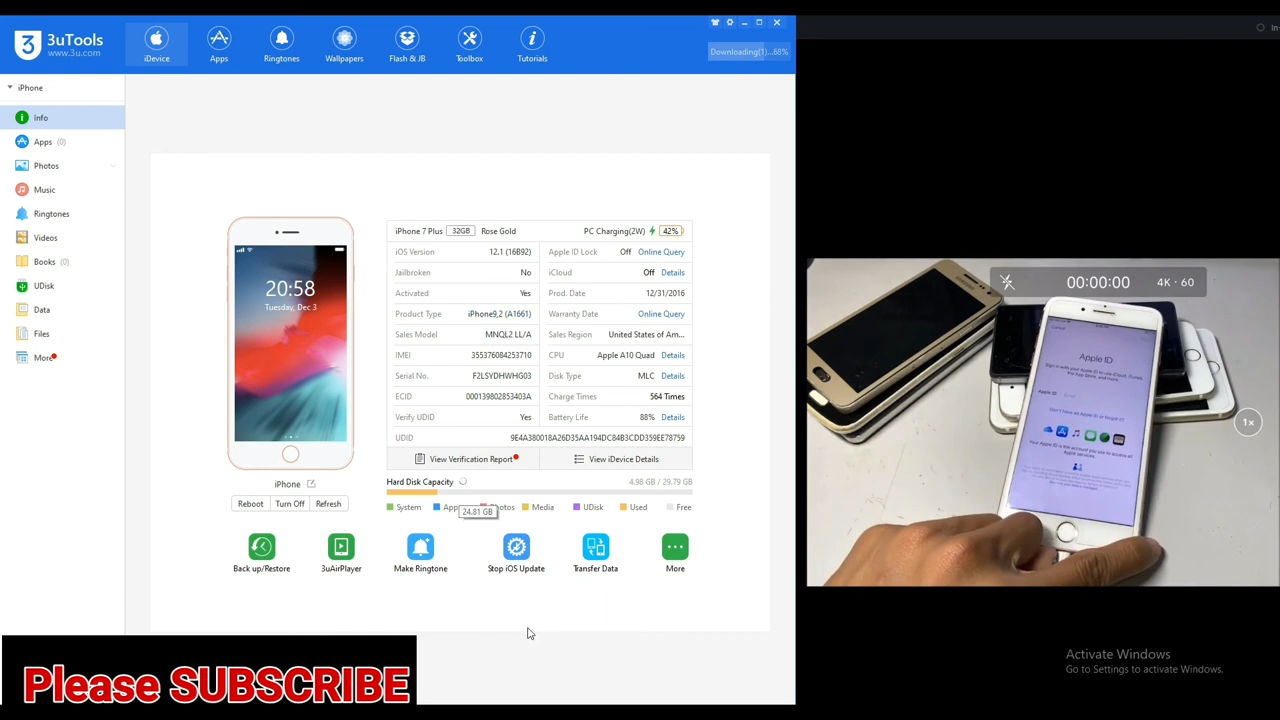 3uTools
www.3u.com
iDevice
Apps
Ringtones
Wallpapers
Flash & JB
Toolbox
Tutorials
Downloading(1)...68%
iPhone
Info
Apps (0)
Photos
Music
Ringtones
Videos
Books (0)
UDisk
Data
Files
More
20:58
Tuesday, Dec 3
iPhone
Reboot
Turn Off
Refresh
iPhone 7 Plus 32GB Rose Gold PC Charging(2W) 42%
iOS Version 12.1 (16B92) Apple ID Lock Off Online Query
Jailbroken No iCloud Off Details
Activated Yes Prod. Date 12/31/2016
Product Type iPhone9,2 (A1661) Warranty Date Online Query
Sales Model MNQL2 LL/A Sales Region United States of Am...
IMEI 355376084253710 CPU Apple A10 Quad Details
Serial No. F2LSYDHWHG03 Disk Type MLC Details
ECID 000139802853403A Charge Times 564 Times
Verify UDID Yes Battery Life 88% Details
UDID 9E4A380018A26D35AA194DC84B3CDD359EE78759
View Verification Report View iDevice Details
Hard Disk Capacity 4.98 GB / 29.79 GB
System Media UDisk Used Free
24.81 GB
Back up/Restore
3uAirPlayer
Make Ringtone
Stop iOS Update
Transfer Data
More
Please SUBSCRIBE
00:00:00 4K · 60
Apple ID
1×
Activate Windows
Go to Settings to activate Windows.